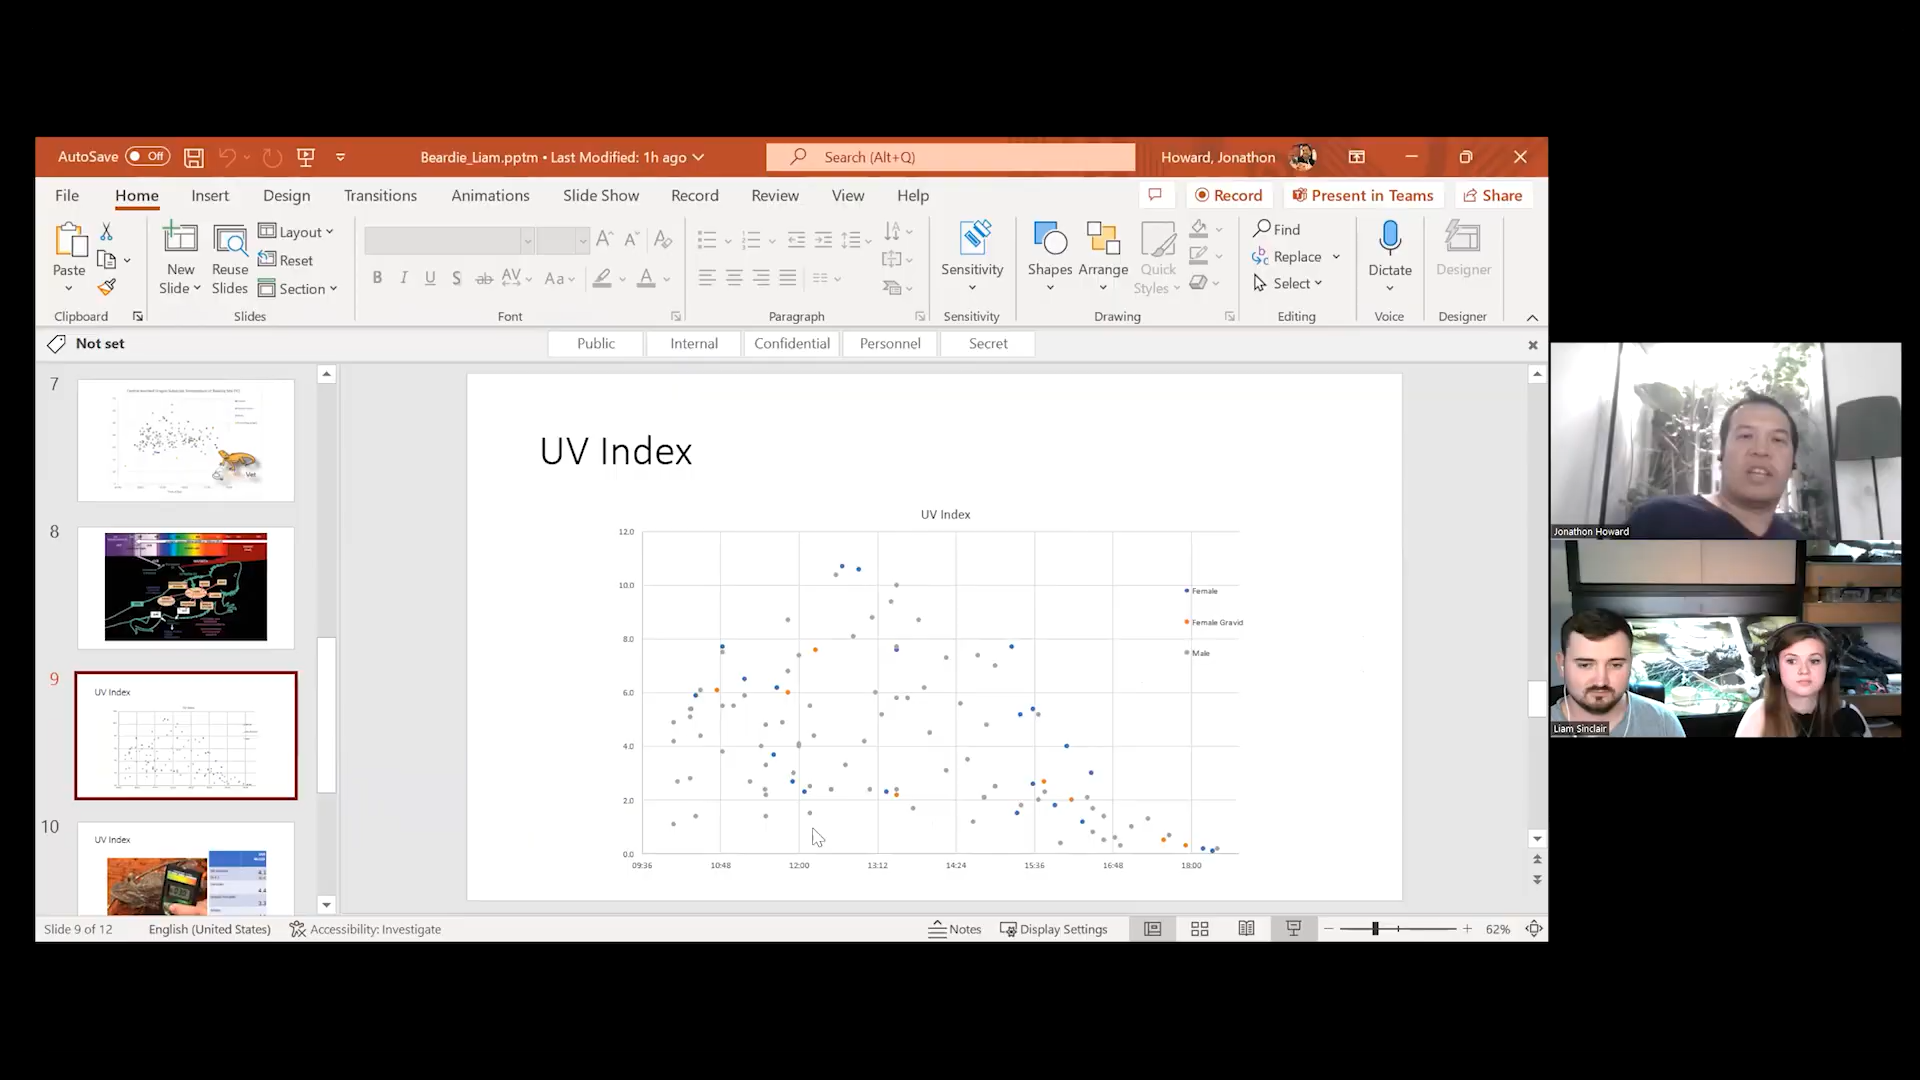 AutoSave Off
Beardie_Liam.pptm • Last Modified: 1h ago
Search (Alt+Q)
Howard, Jonathon
File Home Insert Design Transitions Animations Slide Show Record Review View Help
Record Present in Teams Share
Paste
New Slide
Reuse Slides
Layout
Reset
Section
B I U S ab AV Aa A
Sensitivity
Shapes
Arrange
Quick Styles
Find
Replace
Select
Dictate
Designer
Clipboard Slides Font Paragraph Sensitivity Drawing Editing Voice Designer
Not set
Public Internal Confidential Personnel Secret
7
Vet
8
9
UV Index
10
UV Index
UV Index
UV Index
12.0
10.0
8.0
6.0
4.0
2.0
0.0
09:36 10:48 12:00 13:12 14:24 15:36 16:48 18:00
Female
Female Gravid
Male
Jonathon Howard
Liam Sinclair
Slide 9 of 12
English (United States)
Accessibility: Investigate
Notes
Display Settings
62%